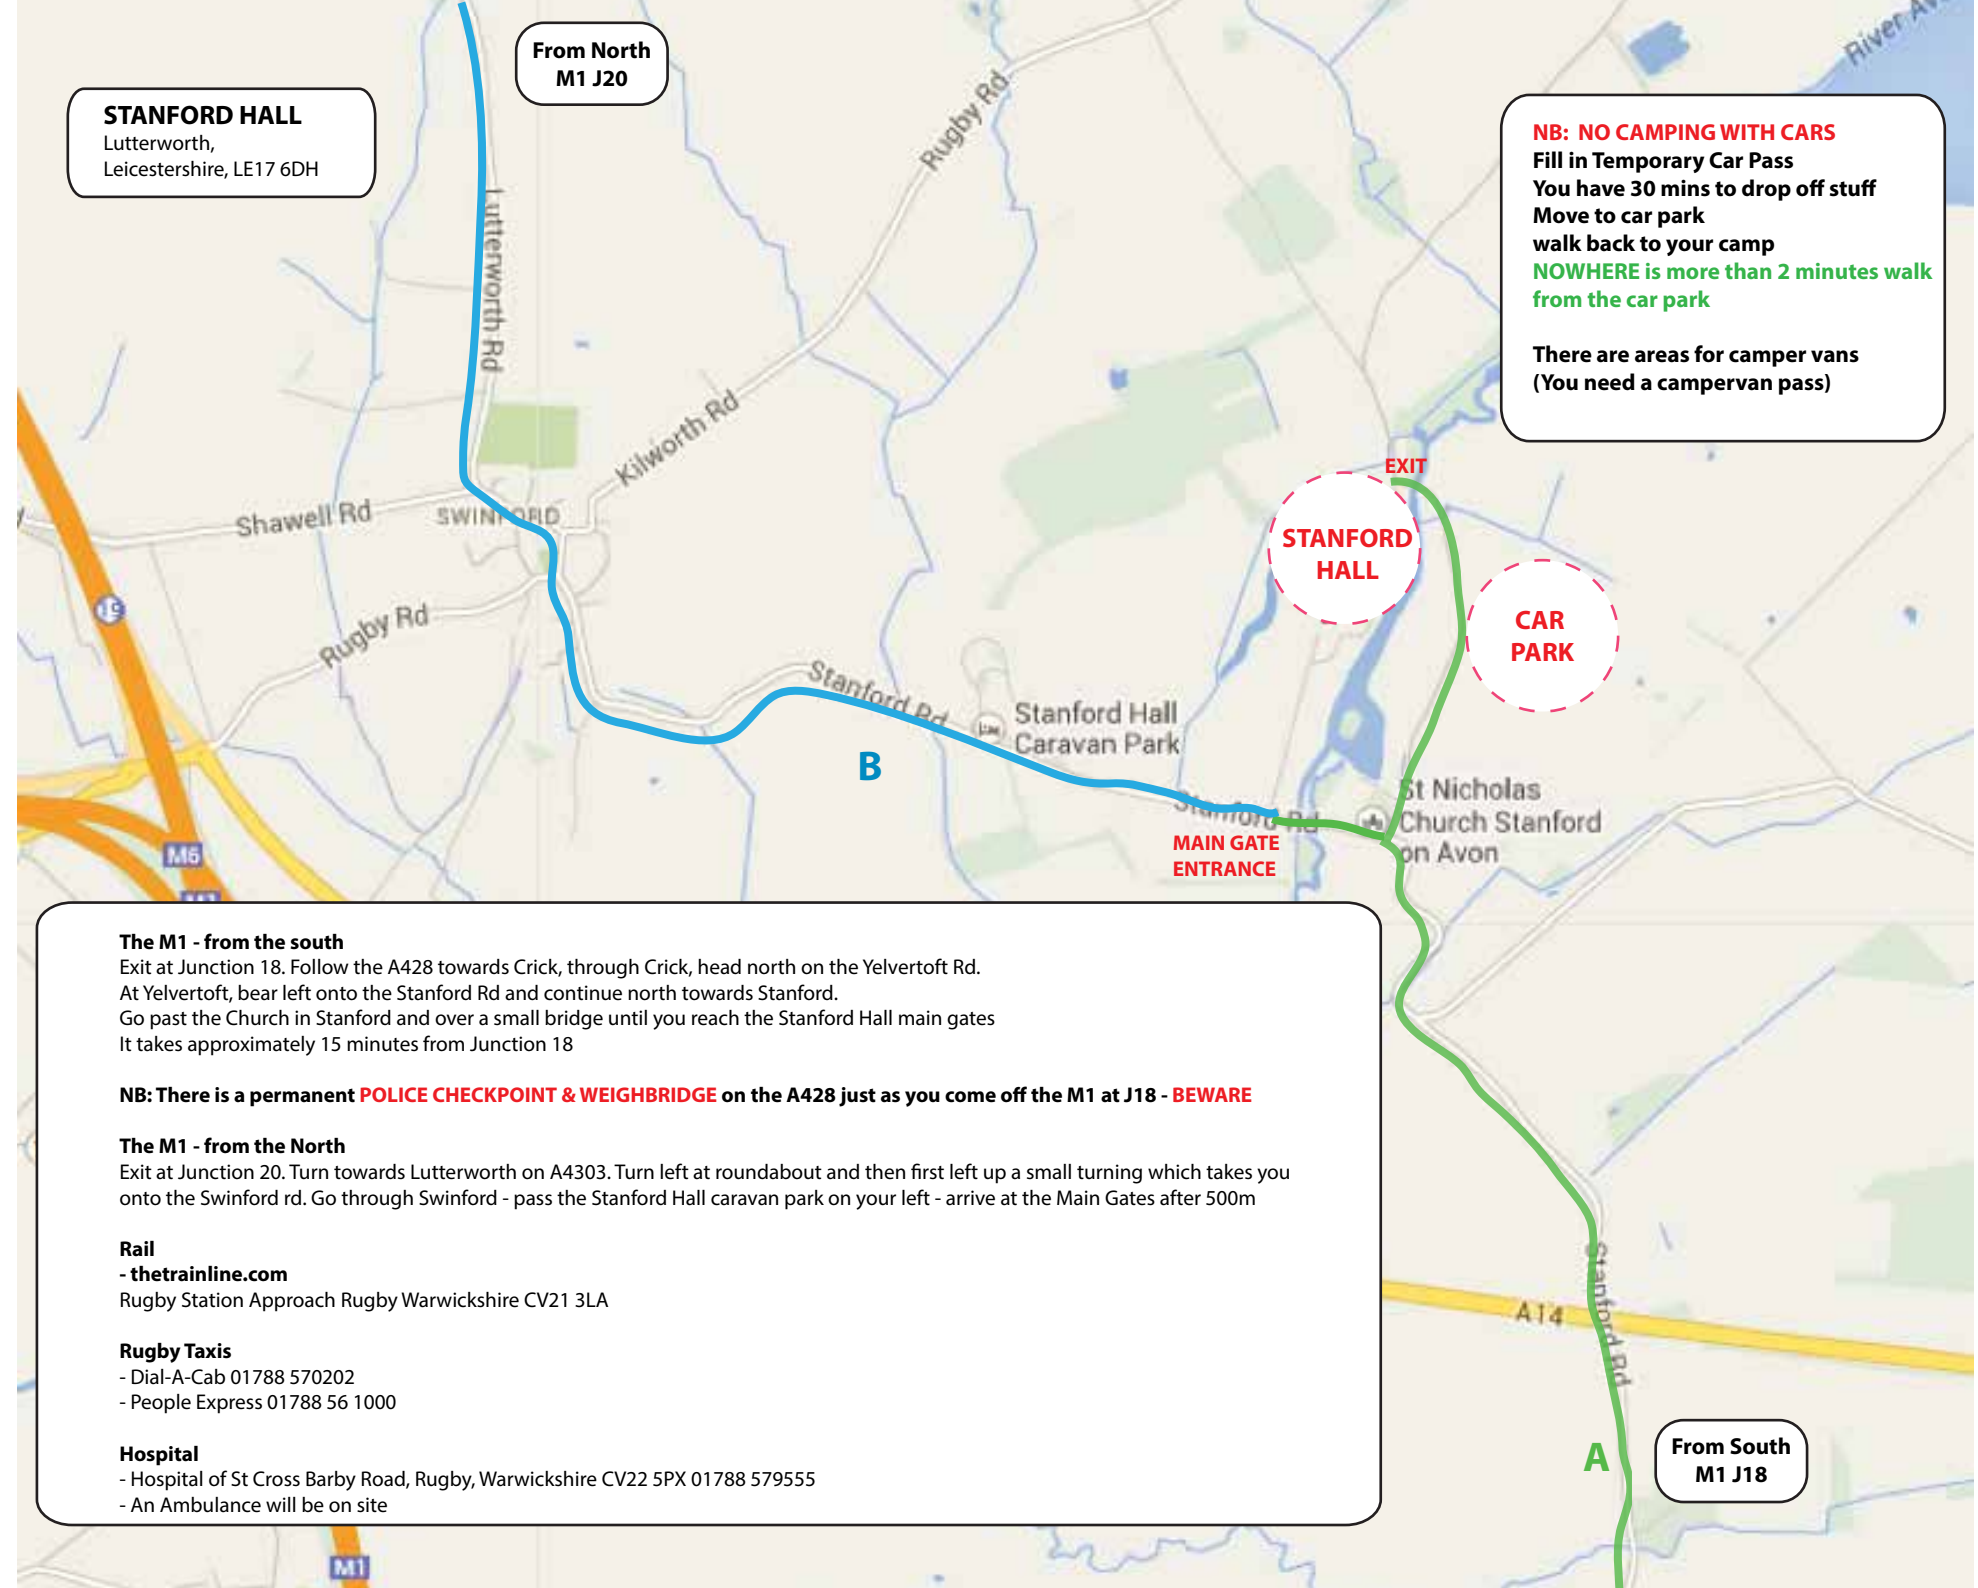 From North
M1 J20
STANFORD HALL
Lutterworth,
Leicestershire, LE17 6DH
River
NB: NO CAMPING WITH CARS
Fill in Temporary Car Pass
You have 30 mins to drop off stuff
Move to car park
walk back to your camp
NOWHERE is more than 2 minutes walk
from the car park
There are areas for camper vans
(You need a campervan pass)
Rugby Rd
Lutterworth Rd
Kilworth Rd
Shawell Rd
SWINFORD
EXIT
STANFORD
HALL
CAR
PARK
19
Rugby Rd
Stanford Rd
Stanford Hall
Caravan Park
B
St Nicholas
Church Stanford
on Avon
Stanford Rd
MAIN GATE
ENTRANCE
M6
M1
The M1 - from the south
Exit at Junction 18. Follow the A428 towards Crick, through Crick, head north on the Yelvertoft Rd.
At Yelvertoft, bear left onto the Stanford Rd and continue north towards Stanford.
Go past the Church in Stanford and over a small bridge until you reach the Stanford Hall main gates
It takes approximately 15 minutes from Junction 18
NB: There is a permanent POLICE CHECKPOINT & WEIGHBRIDGE on the A428 just as you come off the M1 at J18 - BEWARE
The M1 - from the North
Exit at Junction 20. Turn towards Lutterworth on A4303. Turn left at roundabout and then first left up a small turning which takes you
onto the Swinford rd. Go through Swinford - pass the Stanford Hall caravan park on your left - arrive at the Main Gates after 500m
Rail
- thetrainline.com
Rugby Station Approach Rugby Warwickshire CV21 3LA
Rugby Taxis
- Dial-A-Cab 01788 570202
- People Express 01788 56 1000
Hospital
- Hospital of St Cross Barby Road, Rugby, Warwickshire CV22 5PX 01788 579555
- An Ambulance will be on site
A14
Stanford Rd
A
From South
M1 J18
M1